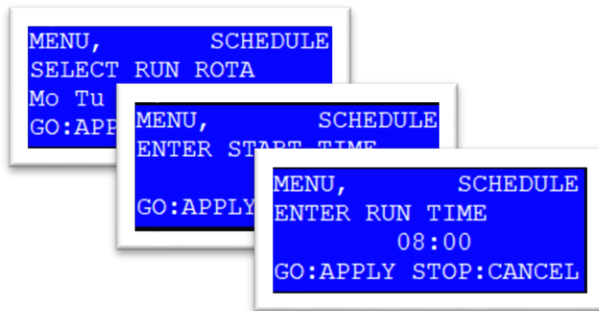 MENU, SCHEDULE
SELECT RUN ROTA
Mo Tu
GO:APP
MENU, SCHEDULE
ENTER START TIME
GO:APPLY
MENU, SCHEDULE
ENTER RUN TIME
08:00
GO:APPLY STOP:CANCEL